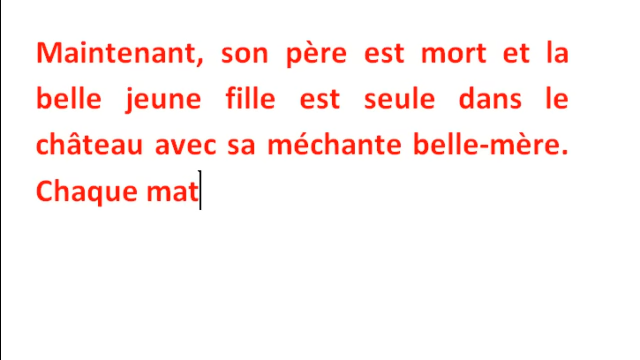 Maintenant, son père est mort et la
belle jeune fille est seule dans le
château avec sa méchante belle-mère.
Chaque mat